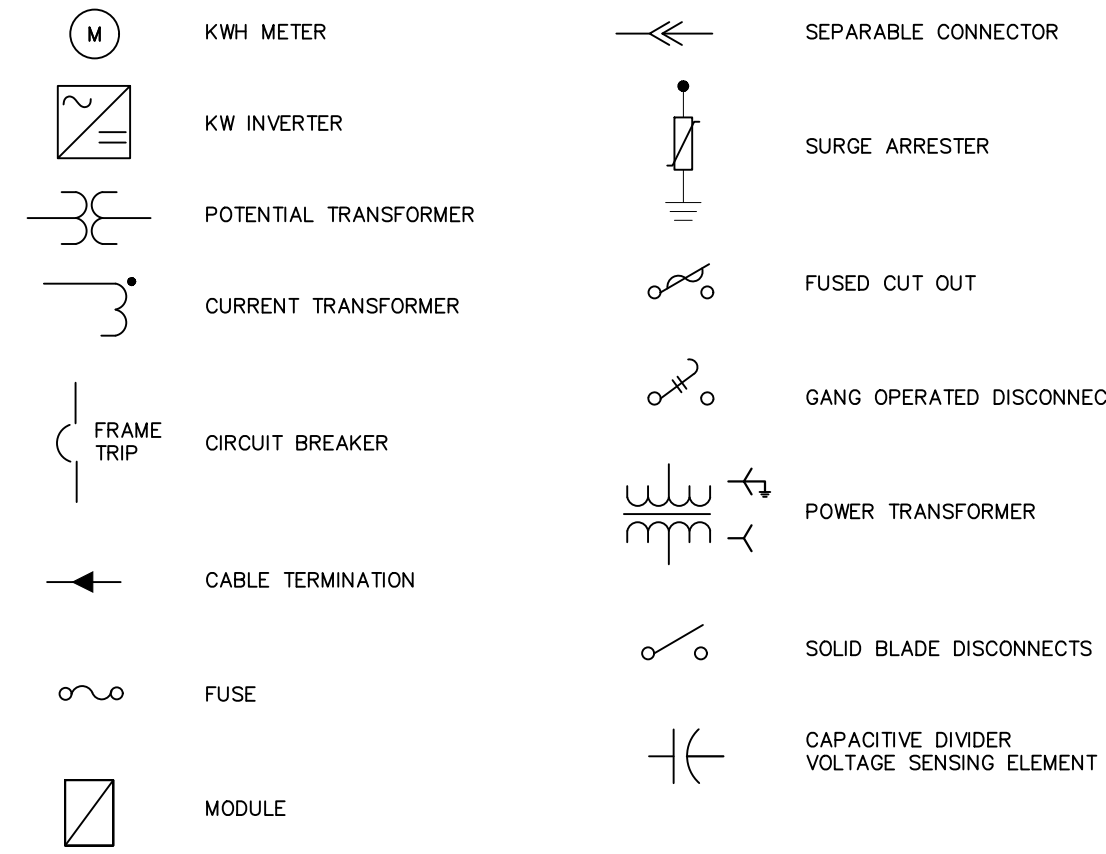 M
KWH METER
KW INVERTER
POTENTIAL TRANSFORMER
CURRENT TRANSFORMER
FRAME
TRIP
CIRCUIT BREAKER
CABLE TERMINATION
FUSE
MODULE
SEPARABLE CONNECTOR
SURGE ARRESTER
FUSED CUT OUT
GANG OPERATED DISCONNEC
POWER TRANSFORMER
SOLID BLADE DISCONNECTS
CAPACITIVE DIVIDER
VOLTAGE SENSING ELEMENT